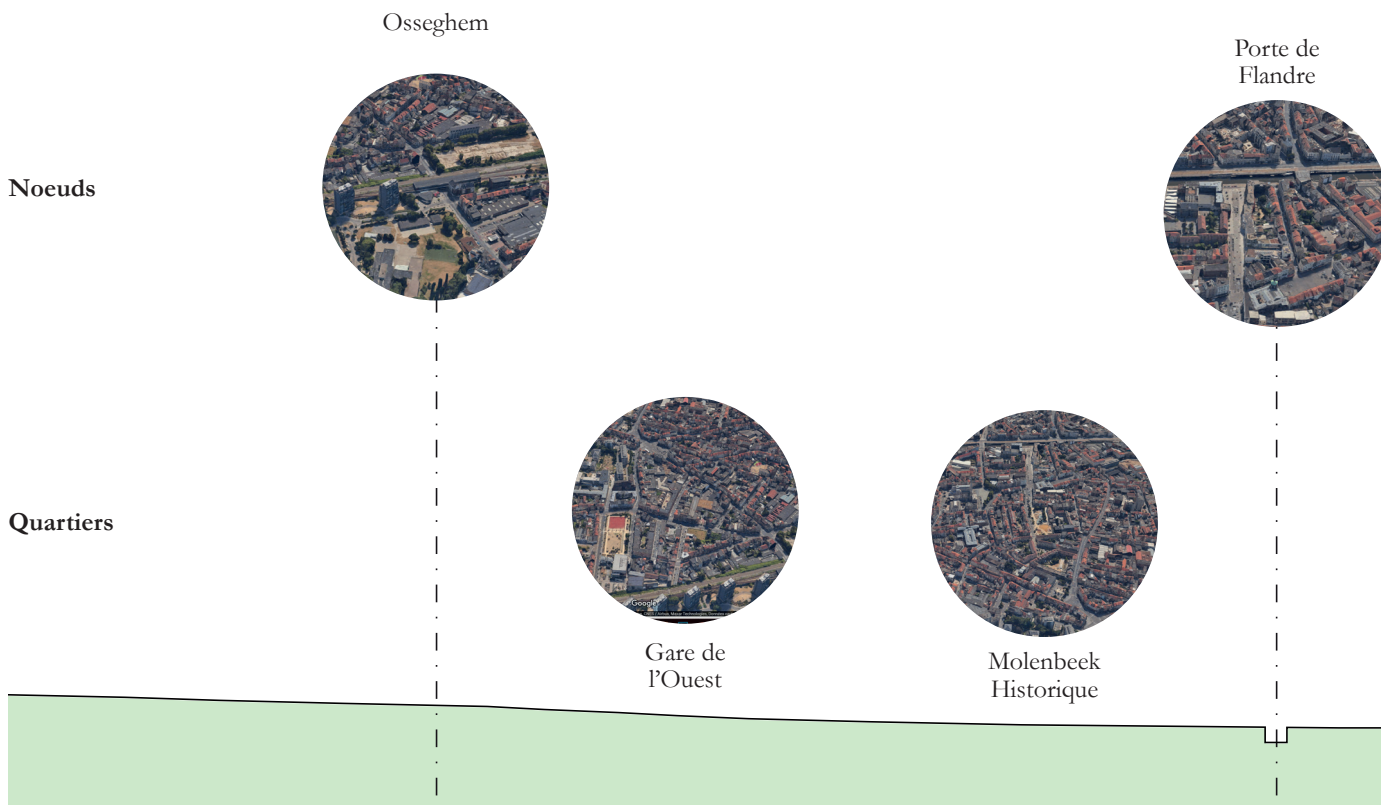 Osseghem
Porte de
Flandre
Noeuds
Quartiers
Google
Gare de
l’Ouest
Molenbeek
Historique